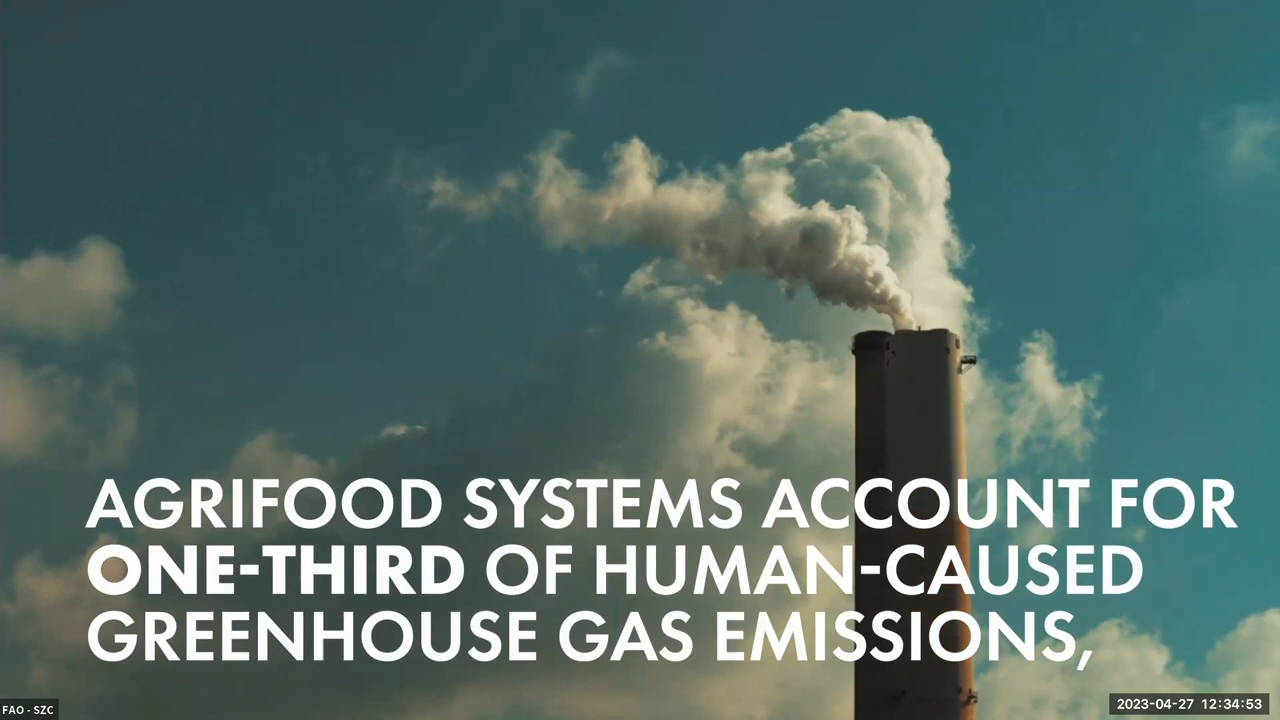 AGRIFOOD SYSTEMS ACCOUNT FOR
ONE-THIRD OF HUMAN-CAUSED
GREENHOUSE GAS EMISSIONS,
FAO - SZC
2023-04-27 12:34:53